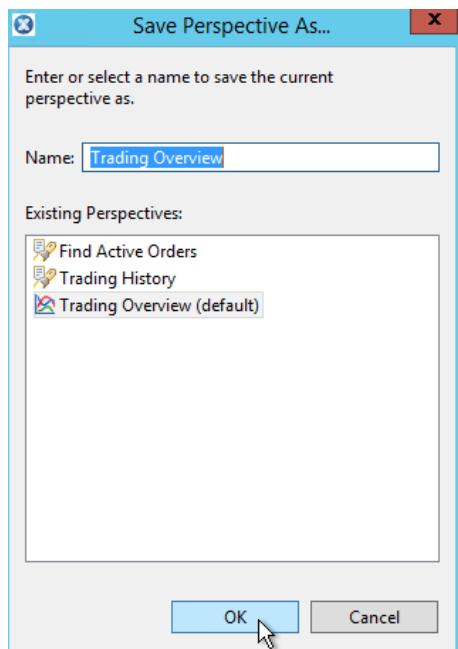 Save Perspective As...
x
Enter or select a name to save the current
perspective as.
Name: Trading Overview
Existing Perspectives:
Find Active Orders
Trading History
Trading Overview (default)
OK
Cancel